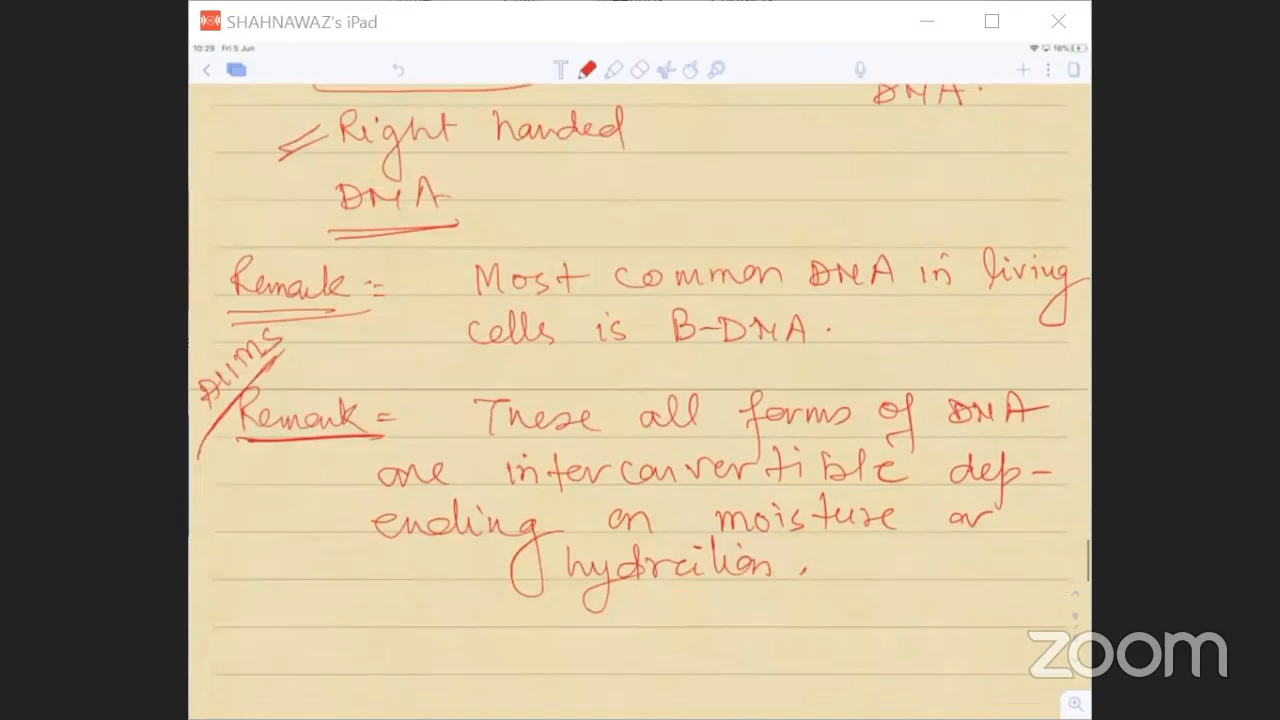 SHAHNAWAZ's iPad
10:29 Fri 5 Jun
16%
DNA.
Right handed
DNA
Remark = Most common DNA in living
cells is B-DNA.
AIIMS
Remark = These all forms of DNA
are interconvertible dep-
ending on moisture or
hydration.
zoom